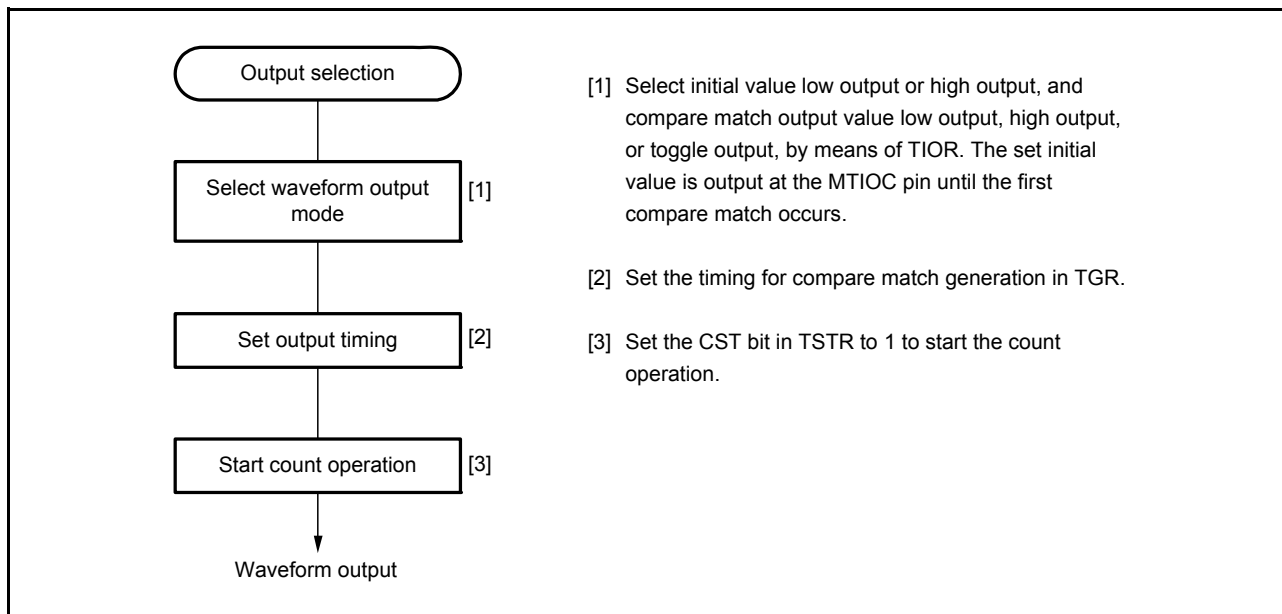 Output selection
Select waveform output
mode
[1]
Set output timing
[2]
Start count operation
[3]
Waveform output
[1] Select initial value low output or high output, and
compare match output value low output, high output,
or toggle output, by means of TIOR. The set initial
value is output at the MTIOC pin until the first
compare match occurs.
[2] Set the timing for compare match generation in TGR.
[3] Set the CST bit in TSTR to 1 to start the count
operation.